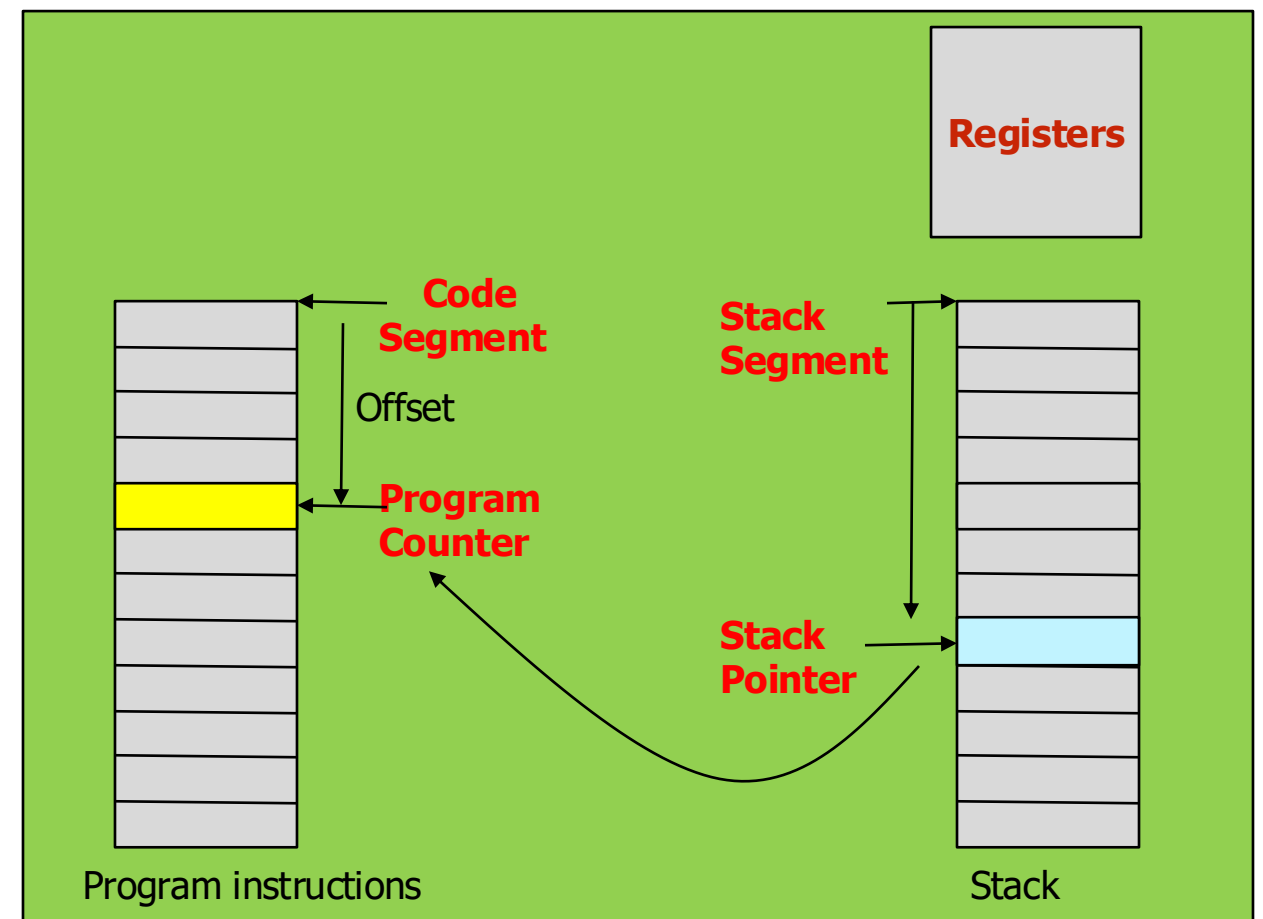 Registers
Code
Segment
Stack
Segment
Offset
Program
Counter
Stack
Pointer
Program instructions
Stack